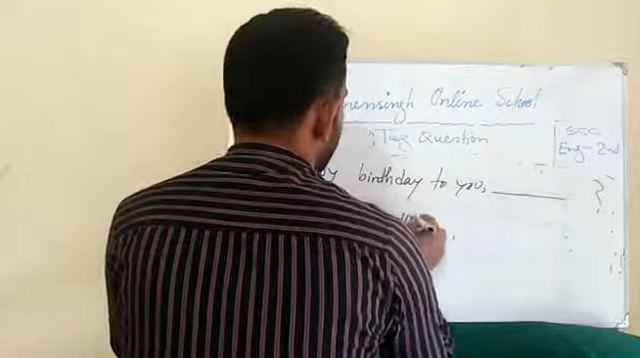 Online School
Tag Question
SSC
Eng- 2nd
birthday to you, ______ ?